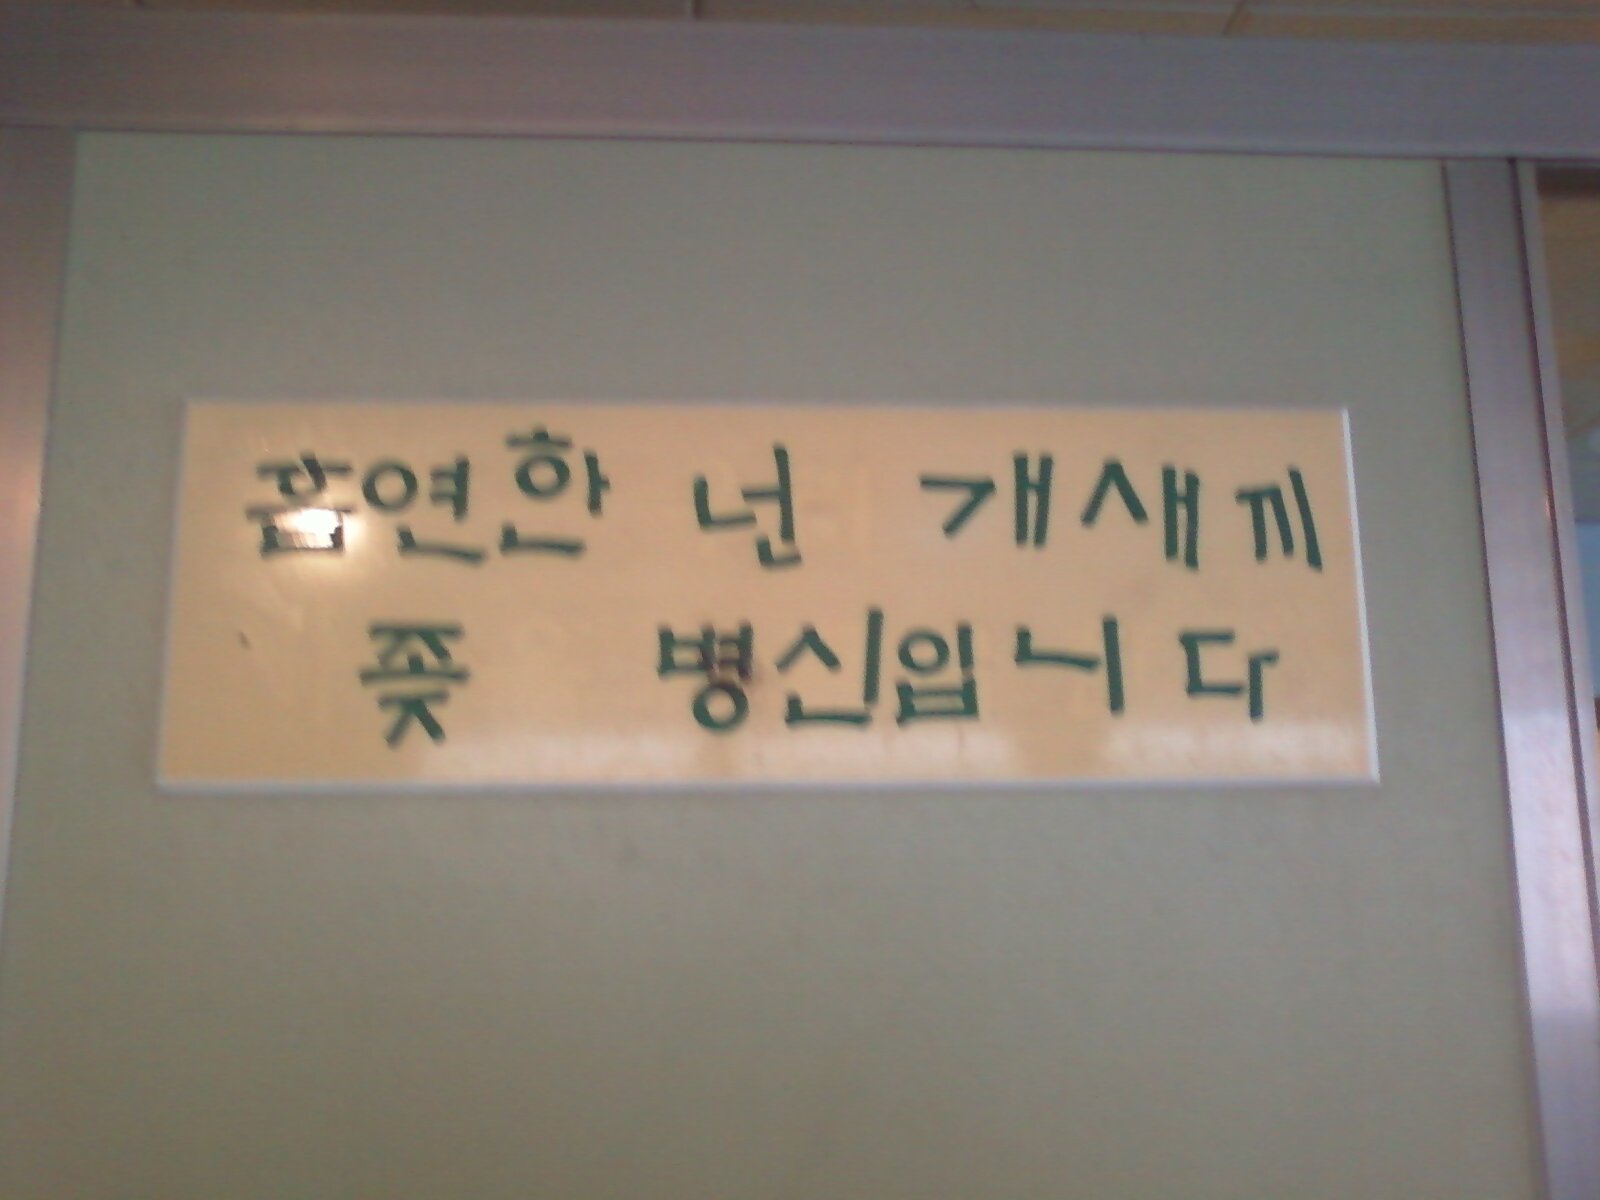 흡연한 넌 개새끼
좆 병신입니다